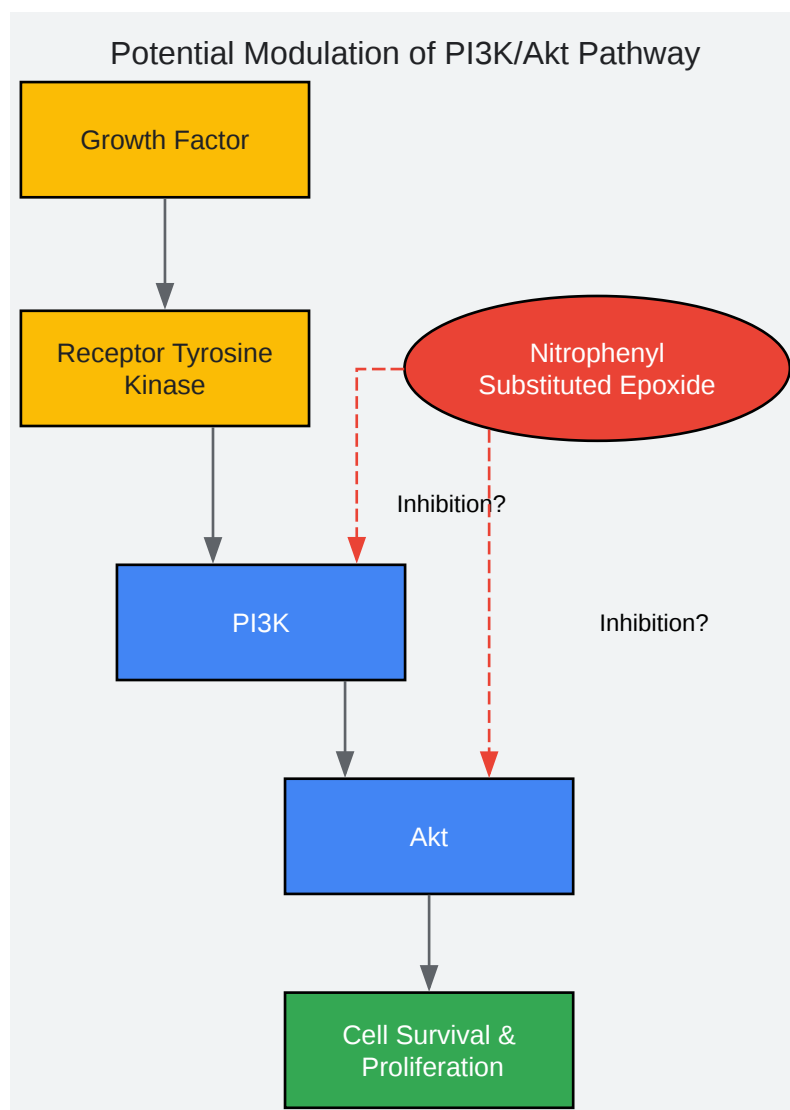 Potential Modulation of PI3K/Akt Pathway
Growth Factor
Receptor Tyrosine
Kinase
Nitrophenyl
Substituted Epoxide
Inhibition?
PI3K
Inhibition?
Akt
Cell Survival &
Proliferation